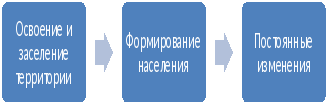 Освоение и
заселение
территории
Формирование
населения
Постоянные
изменения